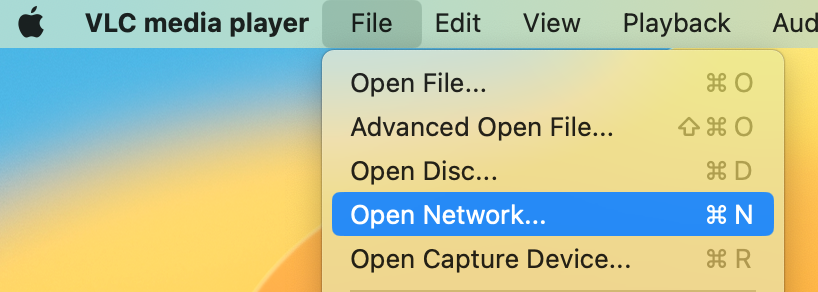 VLC media player File Edit View Playback Aud
Open File... ⌘ O
Advanced Open File... ⇧ ⌘ O
Open Disc... ⌘ D
Open Network... ⌘ N
Open Capture Device... ⌘ R